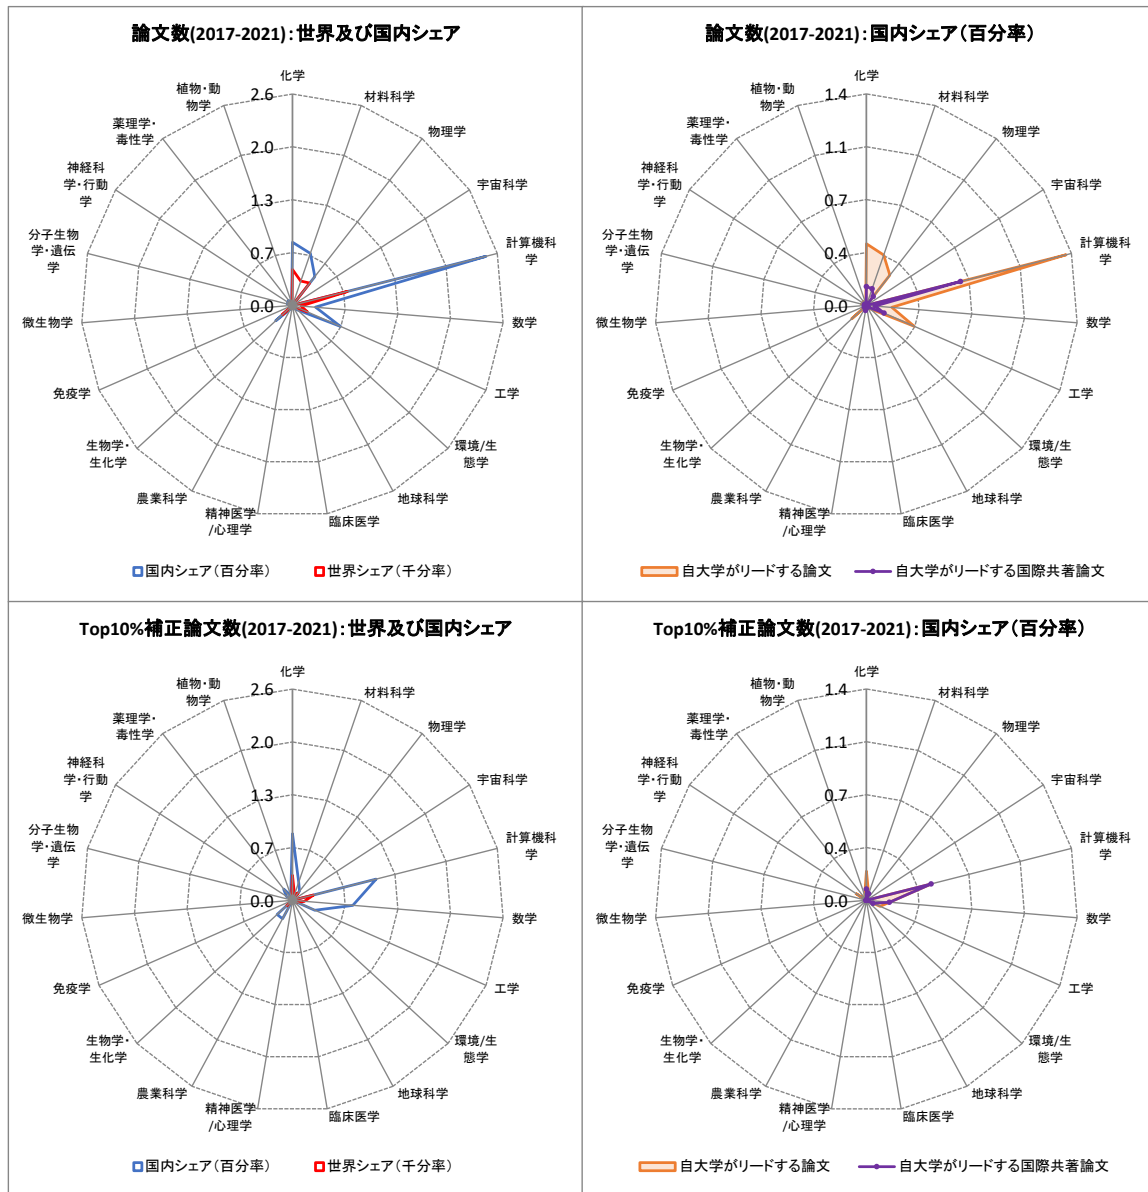 論文数(2017-2021):世界及び国内シェア
化学
材料科学
物理学
宇宙科学
計算機科
学
数学
工学
環境/生
態学
地球科学
臨床医学
精神医学
/心理学
農業科学
生物学・
生化学
免疫学
微生物学
分子生物
学・遺伝
学
神経科
学・行動
学
薬理学・
毒性学
植物・動
物学
2.6
2.0
1.3
0.7
0.0
国内シェア(百分率)
世界シェア(千分率)
論文数(2017-2021):国内シェア(百分率)
化学
材料科学
物理学
宇宙科学
計算機科
学
数学
工学
環境/生
態学
地球科学
臨床医学
精神医学
/心理学
農業科学
生物学・
生化学
免疫学
微生物学
分子生物
学・遺伝
学
神経科
学・行動
学
薬理学・
毒性学
植物・動
物学
1.4
1.1
0.7
0.4
0.0
自大学がリードする論文
自大学がリードする国際共著論文
Top10%補正論文数(2017-2021):世界及び国内シェア
化学
材料科学
物理学
宇宙科学
計算機科
学
数学
工学
環境/生
態学
地球科学
臨床医学
精神医学
/心理学
農業科学
生物学・
生化学
免疫学
微生物学
分子生物
学・遺伝
学
神経科
学・行動
学
薬理学・
毒性学
植物・動
物学
2.6
2.0
1.3
0.7
0.0
国内シェア(百分率)
世界シェア(千分率)
Top10%補正論文数(2017-2021):国内シェア(百分率)
化学
材料科学
物理学
宇宙科学
計算機科
学
数学
工学
環境/生
態学
地球科学
臨床医学
精神医学
/心理学
農業科学
生物学・
生化学
免疫学
微生物学
分子生物
学・遺伝
学
神経科
学・行動
学
薬理学・
毒性学
植物・動
物学
1.4
1.1
0.7
0.4
0.0
自大学がリードする論文
自大学がリードする国際共著論文